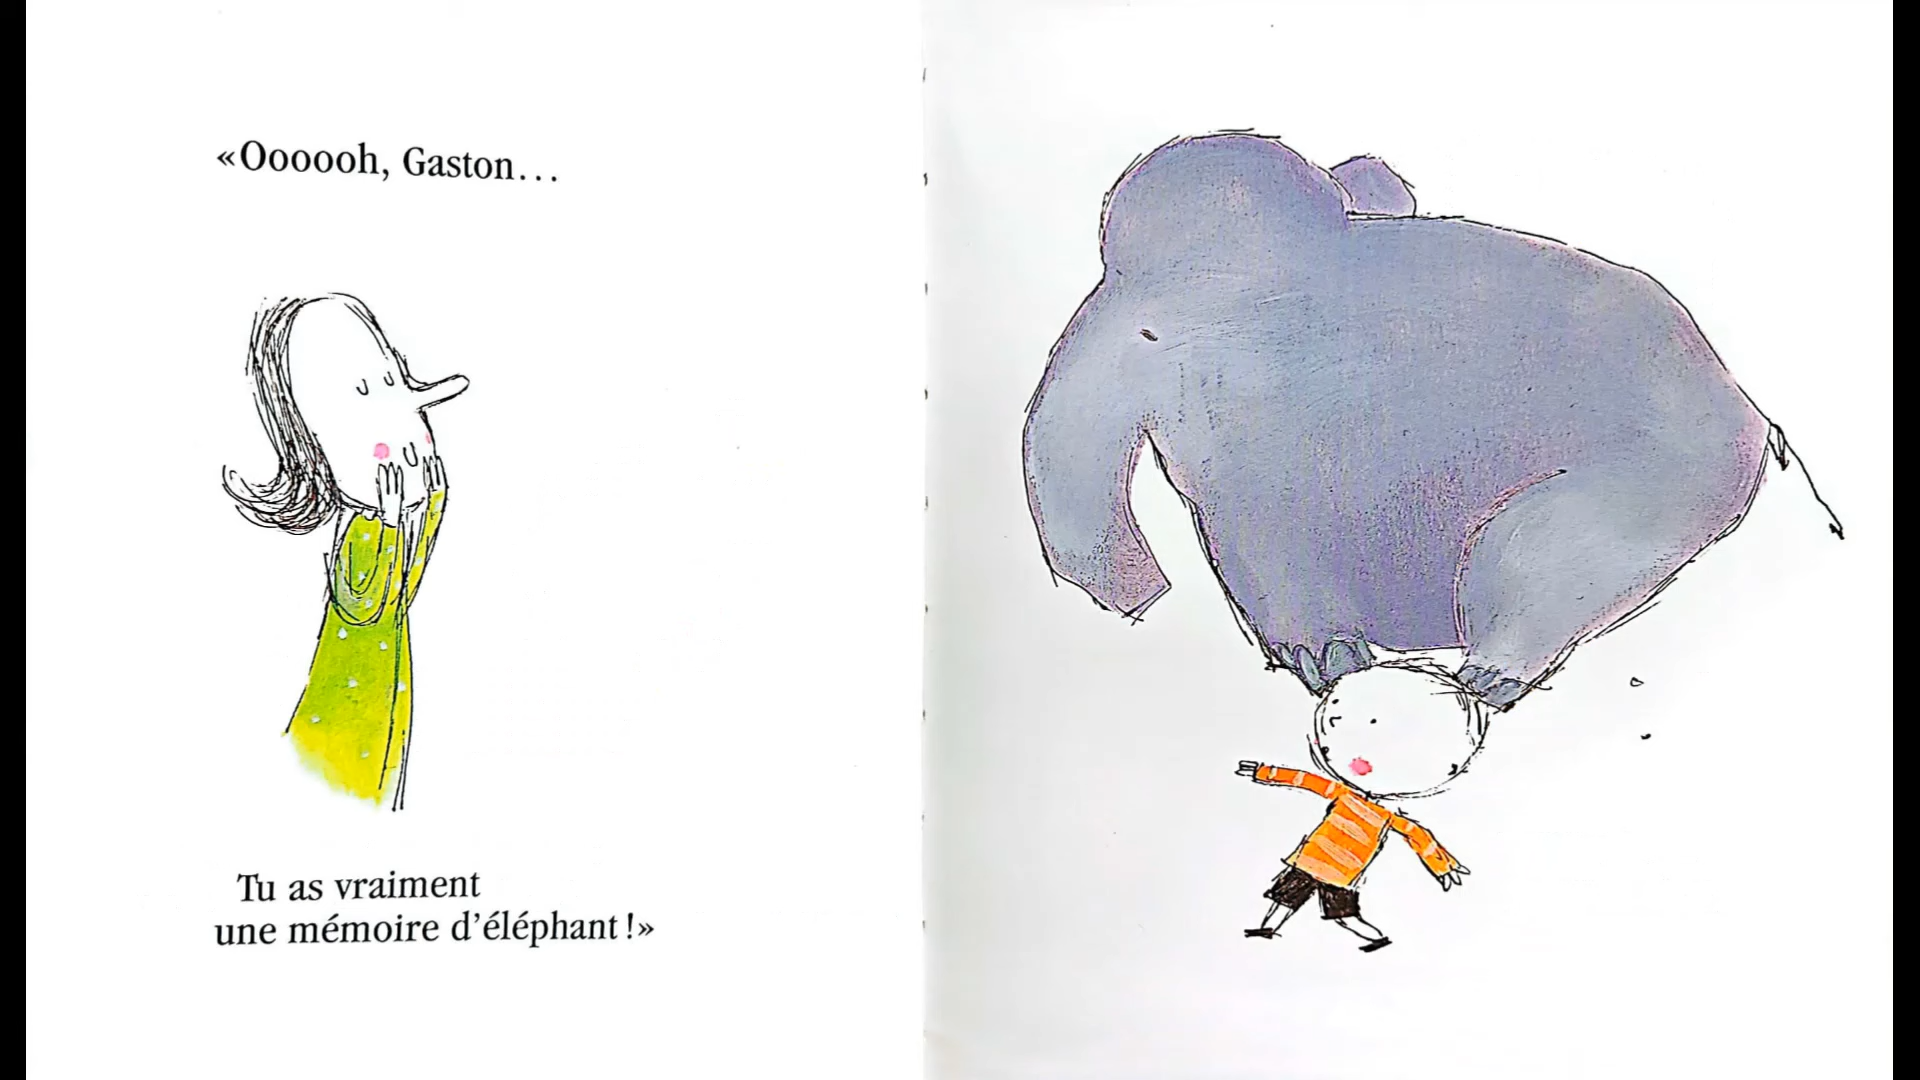 «Oooooh, Gaston…
Tu as vraiment
une mémoire d'éléphant !»